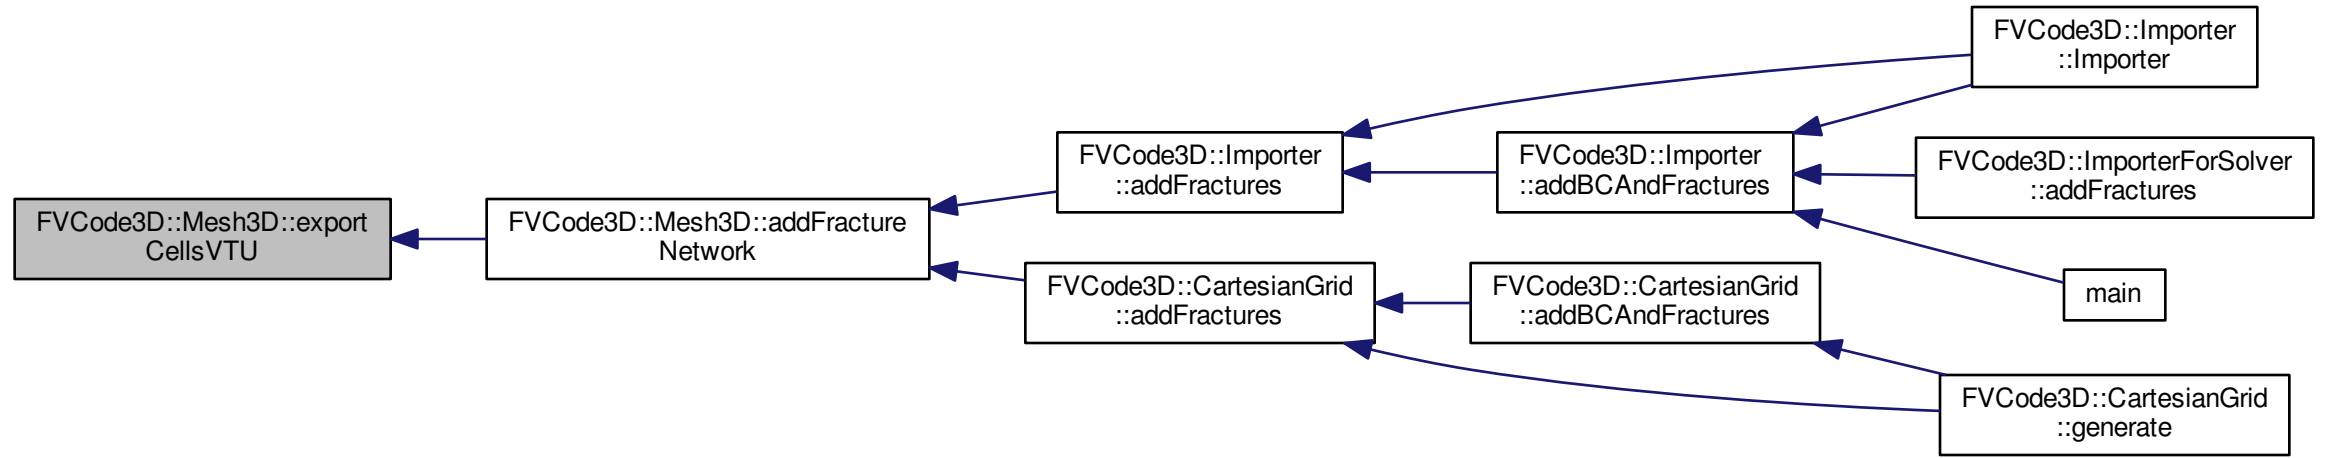 FVCode3D::Mesh3D::export
CellsVTU
FVCode3D::Mesh3D::addFracture
Network
FVCode3D::Importer
::addFractures
FVCode3D::CartesianGrid
::addFractures
FVCode3D::Importer
::addBCAndFractures
FVCode3D::CartesianGrid
::addBCAndFractures
FVCode3D::Importer
::Importer
FVCode3D::ImporterForSolver
::addFractures
main
FVCode3D::CartesianGrid
::generate